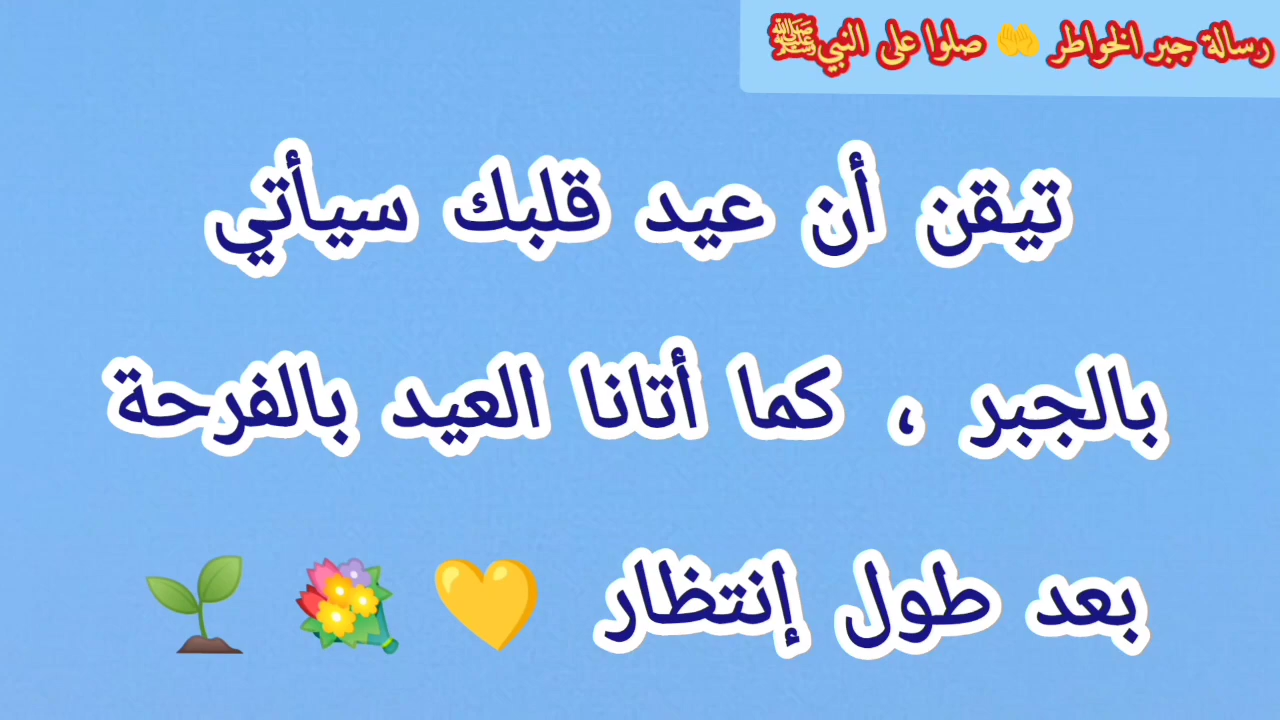 رسالة جبر الخواطر 🤲 صلوا على النبي ﷺ
تيقن أن عيد قلبك سيأتي
بالجبر ، كما أتانا العيد بالفرحة
بعد طول إنتظار 💛 💐 🌱